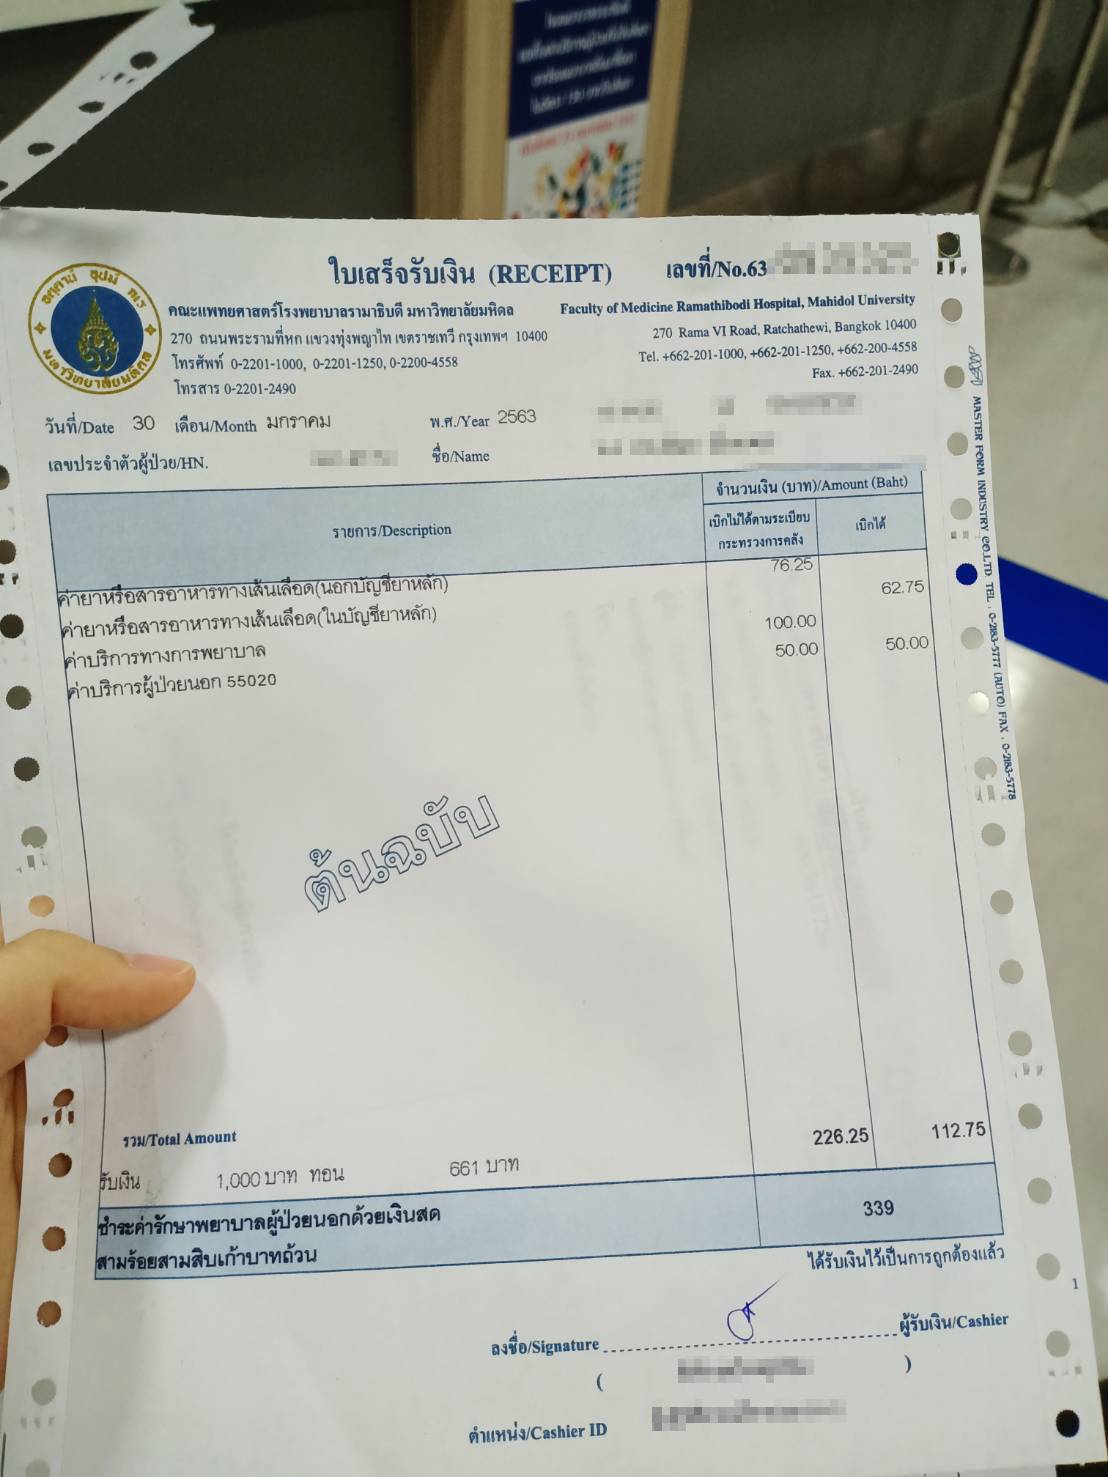 ใบเสร็จรับเงิน (RECEIPT)
เลขที่/No.63
คณะแพทยศาสตร์โรงพยาบาลรามาธิบดี มหาวิทยาลัยมหิดล
270 ถนนพระรามที่หก แขวงทุ่งพญาไท เขตราชเทวี กรุงเทพฯ 10400
โทรศัพท์ 0-2201-1000, 0-2201-1250, 0-2200-4558
โทรสาร 0-2201-2490
Faculty of Medicine Ramathibodi Hospital, Mahidol University
270 Rama VI Road, Ratchathewi, Bangkok 10400
Tel. +662-201-1000, +662-201-1250, +662-200-4558
Fax. +662-201-2490
มหาวิทยาลัยมหิดล
วันที่/Date 30 เดือน/Month มกราคม พ.ศ./Year 2563
เลขประจำตัวผู้ป่วย/HN. ชื่อ/Name
รายการ/Description
จำนวนเงิน (บาท)/Amount (Baht)
เบิกไม่ได้ตามระเบียบ
กระทรวงการคลัง
เบิกได้
ค่ายาหรือสารอาหารทางเส้นเลือด(นอกบัญชียาหลัก) 76.25
ค่ายาหรือสารอาหารทางเส้นเลือด(ในบัญชียาหลัก) 62.75
ค่าบริการทางการพยาบาล 100.00
ค่าบริการผู้ป่วยนอก 55020 50.00 50.00
ต้นฉบับ
รวม/Total Amount 226.25 112.75
รับเงิน 1,000 บาท ทอน 661 บาท
ชำระค่ารักษาพยาบาลผู้ป่วยนอกด้วยเงินสด 339
สามร้อยสามสิบเก้าบาทถ้วน
ได้รับเงินไว้เป็นการถูกต้องแล้ว
ลงชื่อ/Signature ผู้รับเงิน/Cashier
( )
ตำแหน่ง/Cashier ID
1
MASTER FORM INDUSTRY CO.,LTD. TEL. 0-2183-5777 (AUTO) FAX. 0-2183-5778